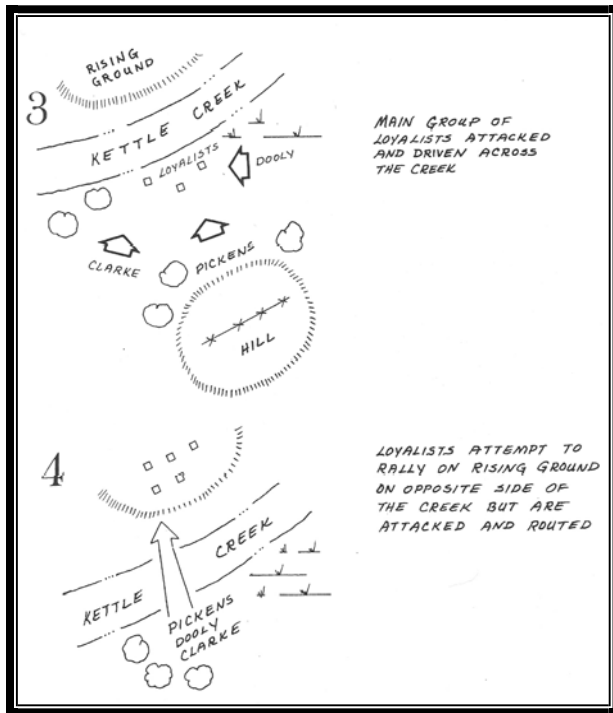 3
RISING
GROUND
KETTLE CREEK
LOYALISTS
DOOLY
CLARKE
PICKENS
HILL
MAIN GROUP OF
LOYALISTS ATTACKED
AND DRIVEN ACROSS
THE CREEK
4
KETTLE CREEK
PICKENS
DOOLY
CLARKE
LOYALISTS ATTEMPT TO
RALLY ON RISING GROUND
ON OPPOSITE SIDE OF
THE CREEK BUT ARE
ATTACKED AND ROUTED